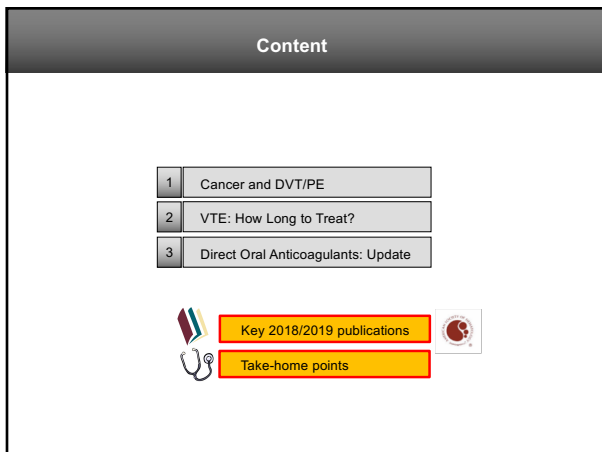 Content
1 Cancer and DVT/PE
2 VTE: How Long to Treat?
3 Direct Oral Anticoagulants: Update
Key 2018/2019 publications
Take-home points